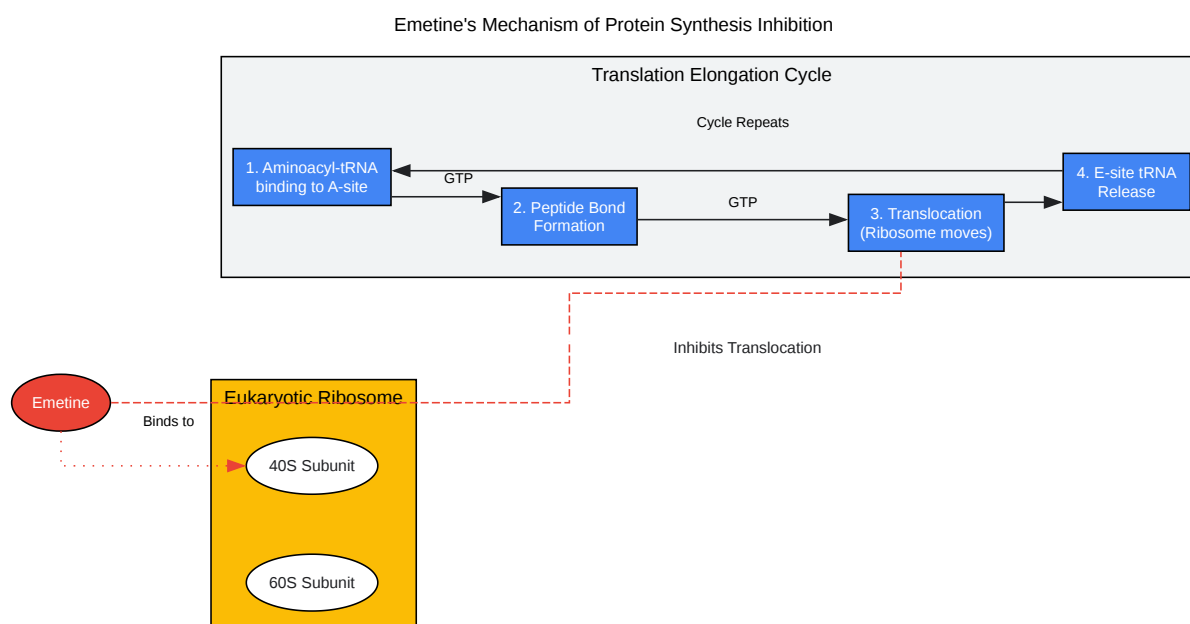 Emetine's Mechanism of Protein Synthesis Inhibition
Translation Elongation Cycle
Cycle Repeats
1. Aminoacyl-tRNA
binding to A-site
GTP
2. Peptide Bond
Formation
GTP
3. Translocation
(Ribosome moves)
4. E-site tRNA
Release
Inhibits Translocation
Emetine
Binds to
Eukaryotic Ribosome
40S Subunit
60S Subunit